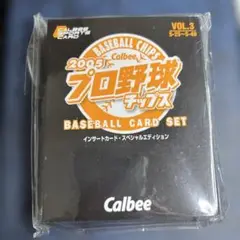 VOL.3
BASEBALL CHIPS
Calbee
2005
プロ野球
チップス
BASEBALL CARD SET
インサートカード・スペシャルエディション
Calbee